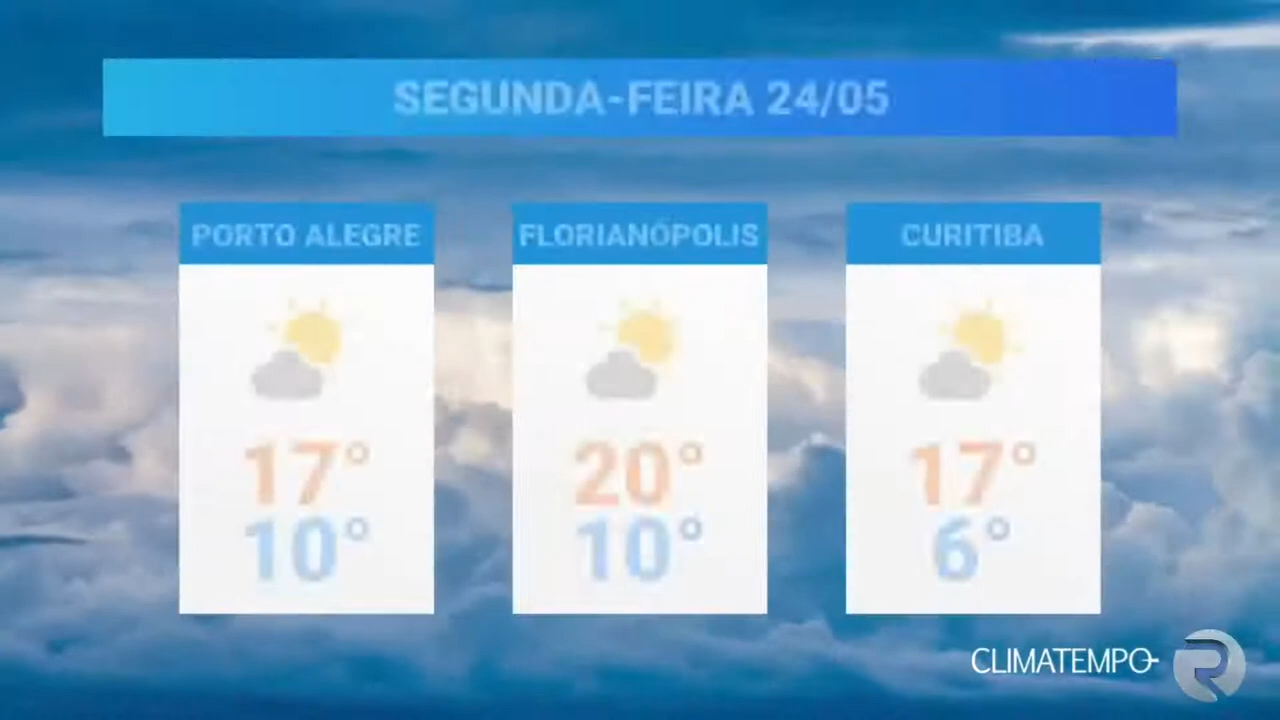 SEGUNDA-FEIRA 24/05
PORTO ALEGRE
17°
10°
FLORIANÓPOLIS
20°
10°
CURITIBA
17°
6°
CLIMATEMPO
R